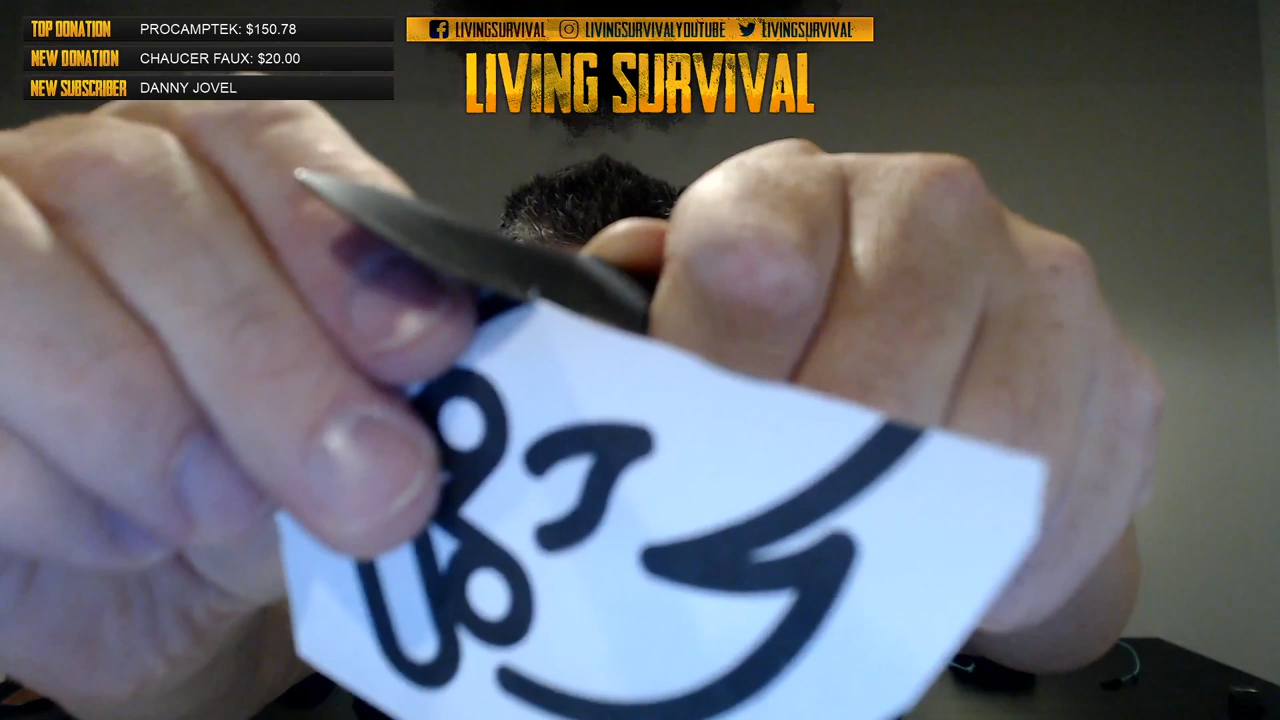 TOP DONATION PROCAMPTEK: $150.78
NEW DONATION CHAUCER FAUX: $20.00
NEW SUBSCRIBER DANNY JOVEL
LIVINGSURVIVAL LIVINGSURVIVALYOUTUBE LIVINGSURVIVAL
LIVING SURVIVAL